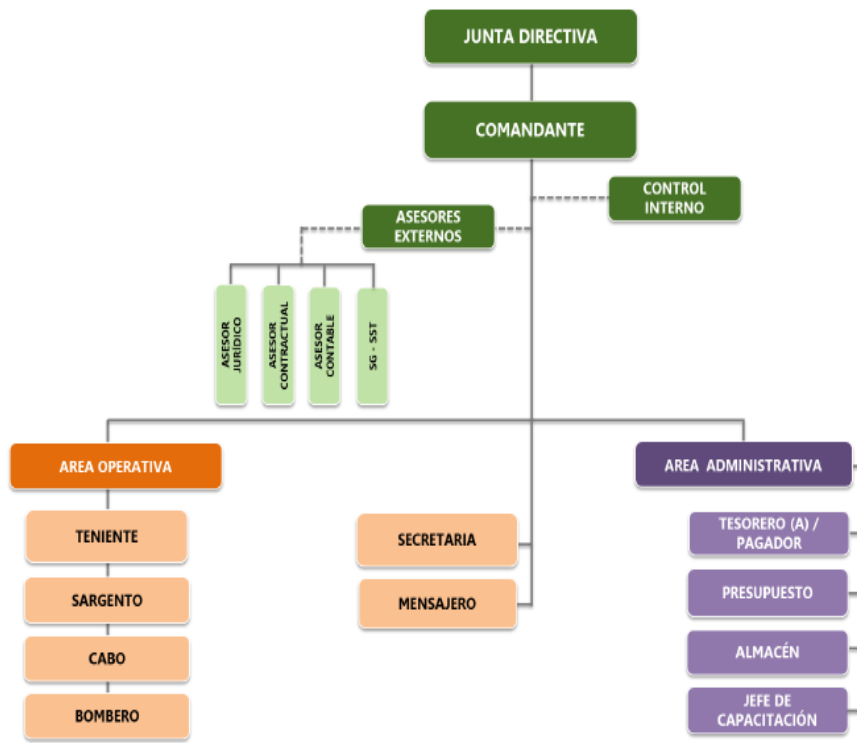 JUNTA DIRECTIVA
COMANDANTE
CONTROL
INTERNO
ASESORES
EXTERNOS
ASESOR
JURÍDICO
ASESOR
CONTRACTUAL
ASESOR
CONTABLE
SG - SST
AREA OPERATIVA
AREA ADMINISTRATIVA
TENIENTE
SARGENTO
CABO
BOMBERO
SECRETARIA
MENSAJERO
TESORERO (A) /
PAGADOR
PRESUPUESTO
ALMACÉN
JEFE DE
CAPACITACIÓN